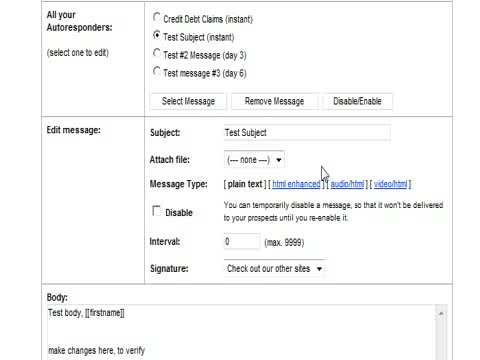 All your
Autoresponders:
(select one to edit)
Credit Debt Claims (instant)
Test Subject (instant)
Test #2 Message (day 3)
Test message #3 (day 6)
Select Message
Remove Message
Disable/Enable
Edit message:
Subject:
Test Subject
Attach file:
(--- none ---)
Message Type:
[ plain text ] [ html enhanced ] [ audio/html ] [ video/html ]
Disable
You can temporarily disable a message, so that it won't be delivered
to your prospects until you re-enable it.
Interval:
0
(max. 9999)
Signature:
Check out our other sites
Body:
Test body, [[firstname]]
make changes here, to verify